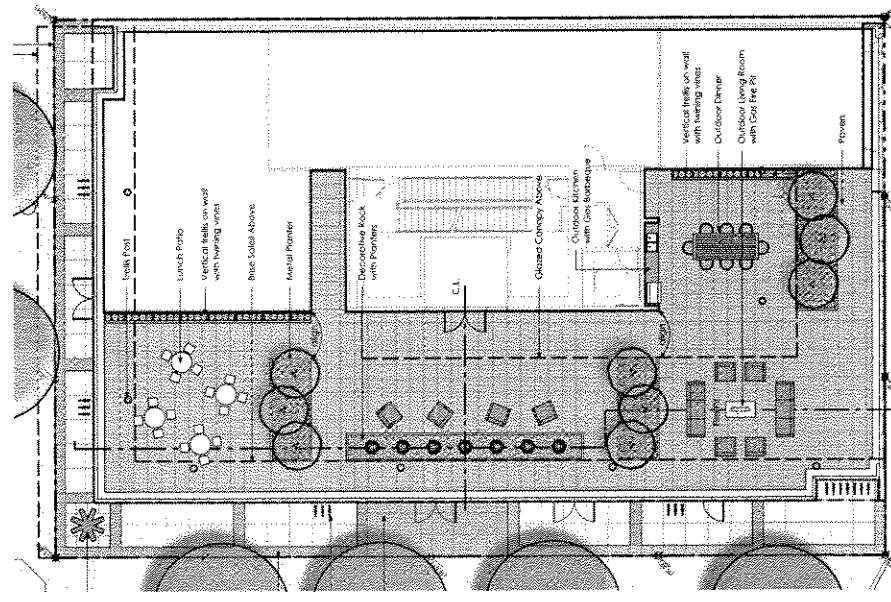 Trellis Post
Lunch Patio
Vertical trellis on wall
with twining vines
Brise Soleil Above
Metal Planter
Decorative Rock
with Planters
C.L.
Glazed Canopy Above
Outdoor Kitchen
with Gas Barbeque
Vertical trellis on wall
with twining vines
Outdoor Dinner
Outdoor Living Room
with Gas Fire Pit
Pavers